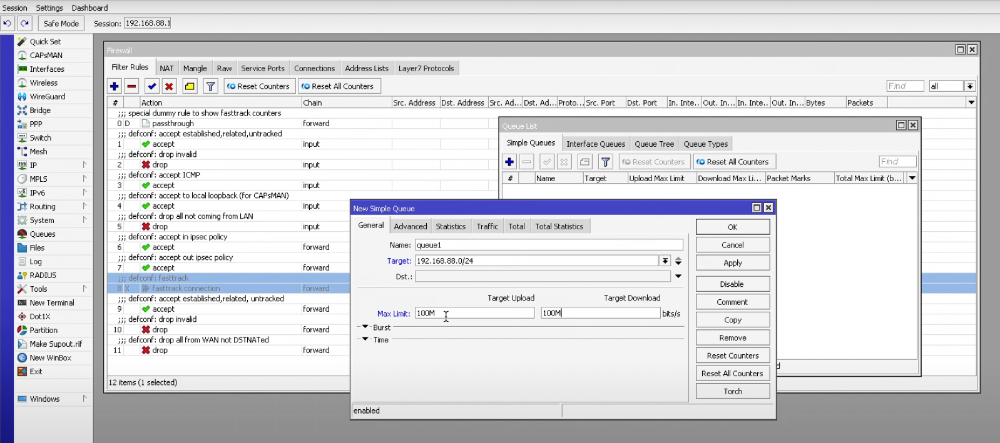 Session Settings Dashboard
Safe Mode Session: 192.168.88.1
Quick Set
CAPsMAN
Interfaces
Wireless
WireGuard
Bridge
PPP
Switch
Mesh
IP
MPLS
IPv6
Routing
System
Queues
Files
Log
RADIUS
Tools
New Terminal
Dot1X
Partition
Make Supout.rif
New WinBox
Exit
Windows
Firewall
Filter Rules NAT Mangle Raw Service Ports Connections Address Lists Layer7 Protocols
Reset Counters Reset All Counters Find all
# Action Chain Src. Address Dst. Address Src. Ad... Dst. Ad... Proto... Src. Port Dst. Port In. Inte... Out. In... In. Inte... Out. In... Bytes Packets
;;; special dummy rule to show fasttrack counters
0 D passthrough forward
;;; defconf: accept established,related,untracked
1 accept input
;;; defconf: drop invalid
2 drop input
;;; defconf: accept ICMP
3 accept input
;;; defconf: accept to local loopback (for CAPsMAN)
4 accept input
;;; defconf: drop all not coming from LAN
5 drop input
;;; defconf: accept in ipsec policy
6 accept forward
;;; defconf: accept out ipsec policy
7 accept forward
;;; defconf: fasttrack
8 X fasttrack connection forward
;;; defconf: accept established,related, untracked
9 accept forward
;;; defconf: drop invalid
10 drop forward
;;; defconf: drop all from WAN not DSTNATed
11 drop forward
12 items (1 selected)
Queue List
Simple Queues Interface Queues Queue Tree Queue Types
Reset Counters Reset All Counters Find
# Name Target Upload Max Limit Download Max Li... Packet Marks Total Max Limit (b...
New Simple Queue
General Advanced Statistics Traffic Total Total Statistics
Name: queue1
Target: 192.168.88.0/24
Dst.:
Target Upload Target Download
Max Limit: 100M 100M bits/s
Burst
Time
OK
Cancel
Apply
Disable
Comment
Copy
Remove
Reset Counters
Reset All Counters
Torch
enabled